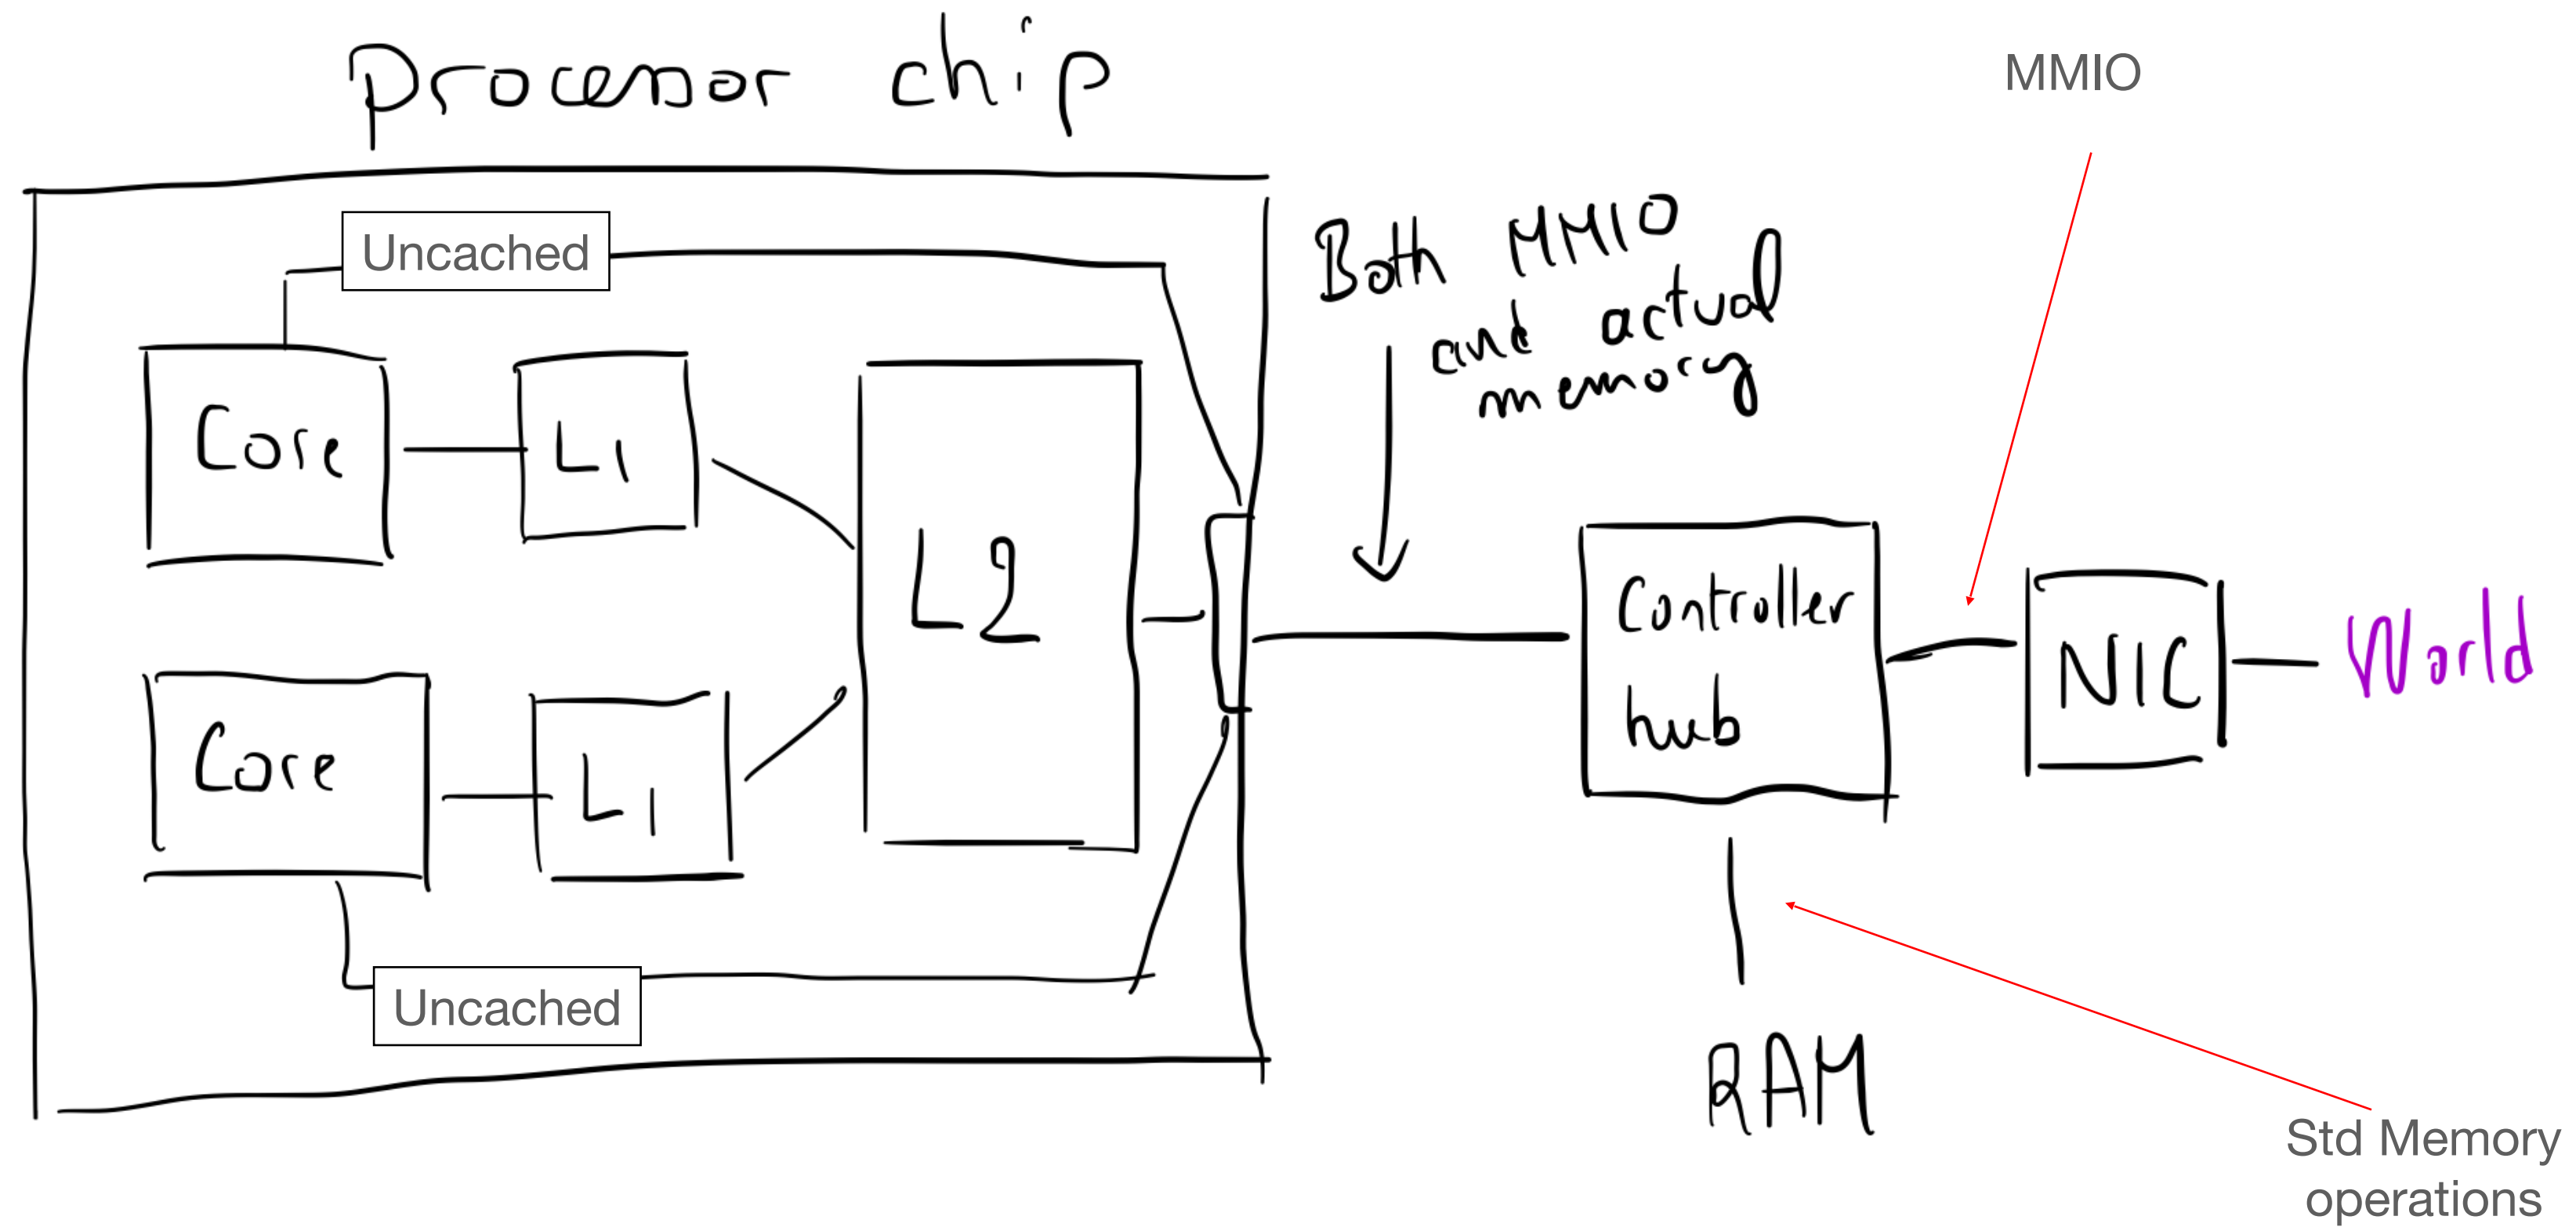 processor chip
MMIO
Uncached
Both MMIO
and actual
memory
Core
L1
L2
Controller
hub
NIC
World
Core
L1
Uncached
RAM
Std Memory
operations